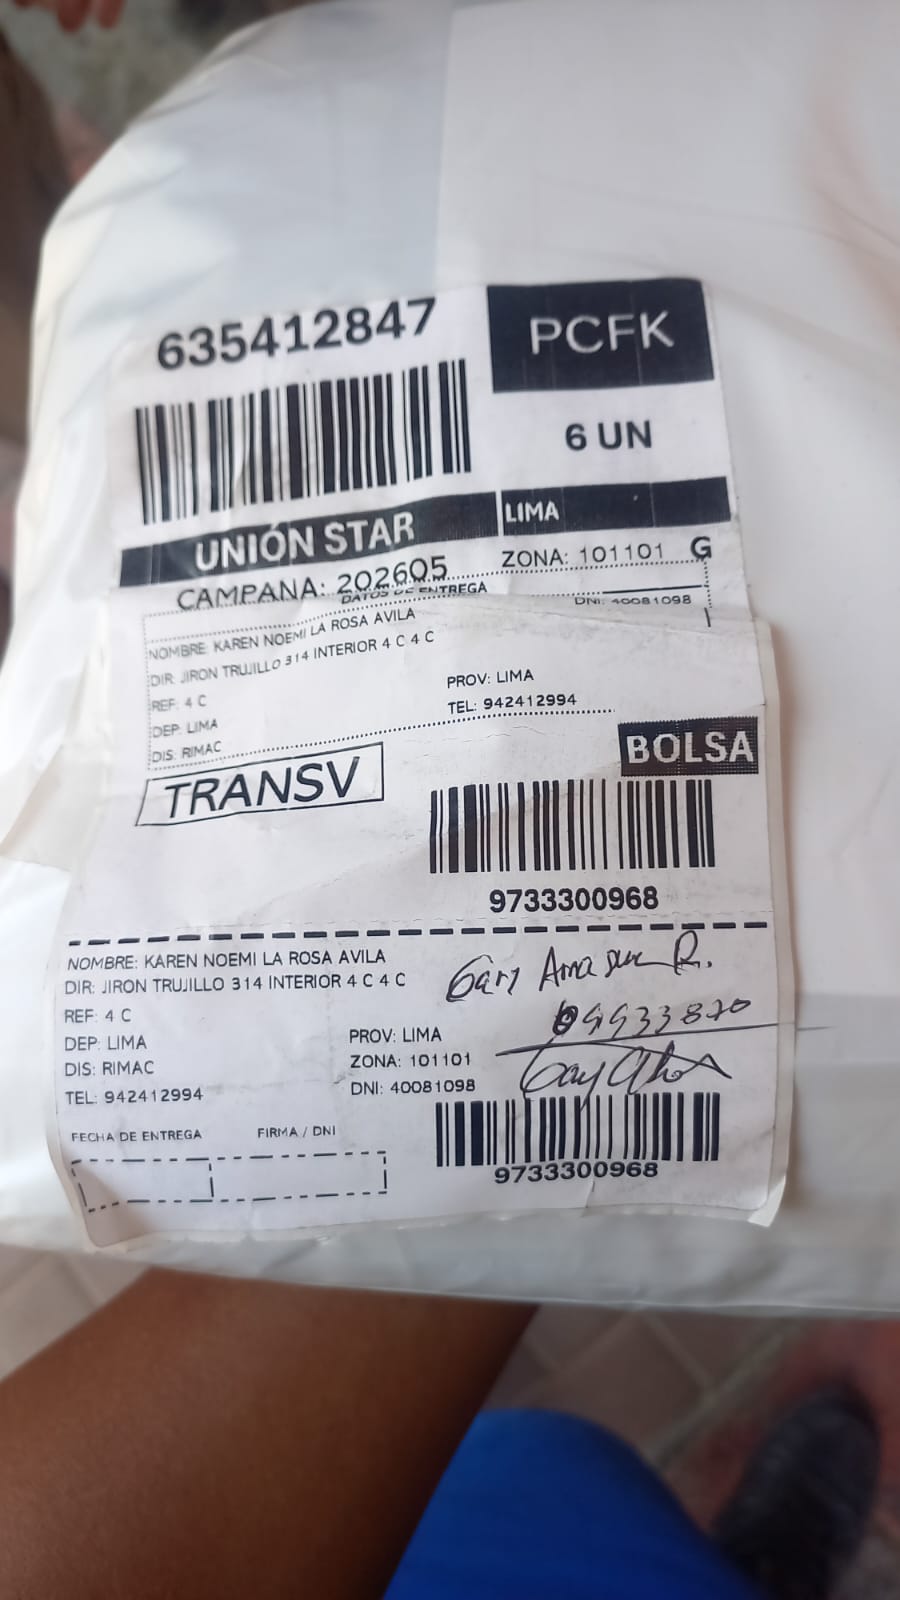 635412847
PCFK
6 UN
UNIÓN STAR
LIMA
CAMPANA: 202605
ZONA: 101101 G
DATOS DE ENTREGA
DNI: 40081098
NOMBRE: KAREN NOEMI LA ROSA AVILA
DIR: JIRON TRUJILLO 314 INTERIOR 4 C 4 C
REF: 4 C
PROV: LIMA
DEP: LIMA
TEL: 942412994
DIS: RIMAC
TRANSV
BOLSA
9733300968
NOMBRE: KAREN NOEMI LA ROSA AVILA
DIR: JIRON TRUJILLO 314 INTERIOR 4 C 4 C
REF: 4 C
DEP: LIMA
PROV: LIMA
DIS: RIMAC
ZONA: 101101
TEL: 942412994
DNI: 40081098
Gary R.
FECHA DE ENTREGA
FIRMA / DNI
9733300968